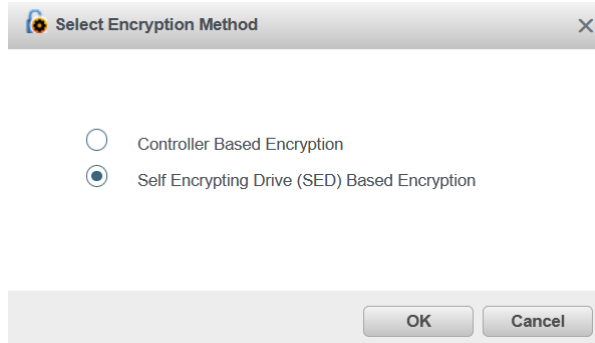 Select Encryption Method
Controller Based Encryption
Self Encrypting Drive (SED) Based Encryption
OK Cancel